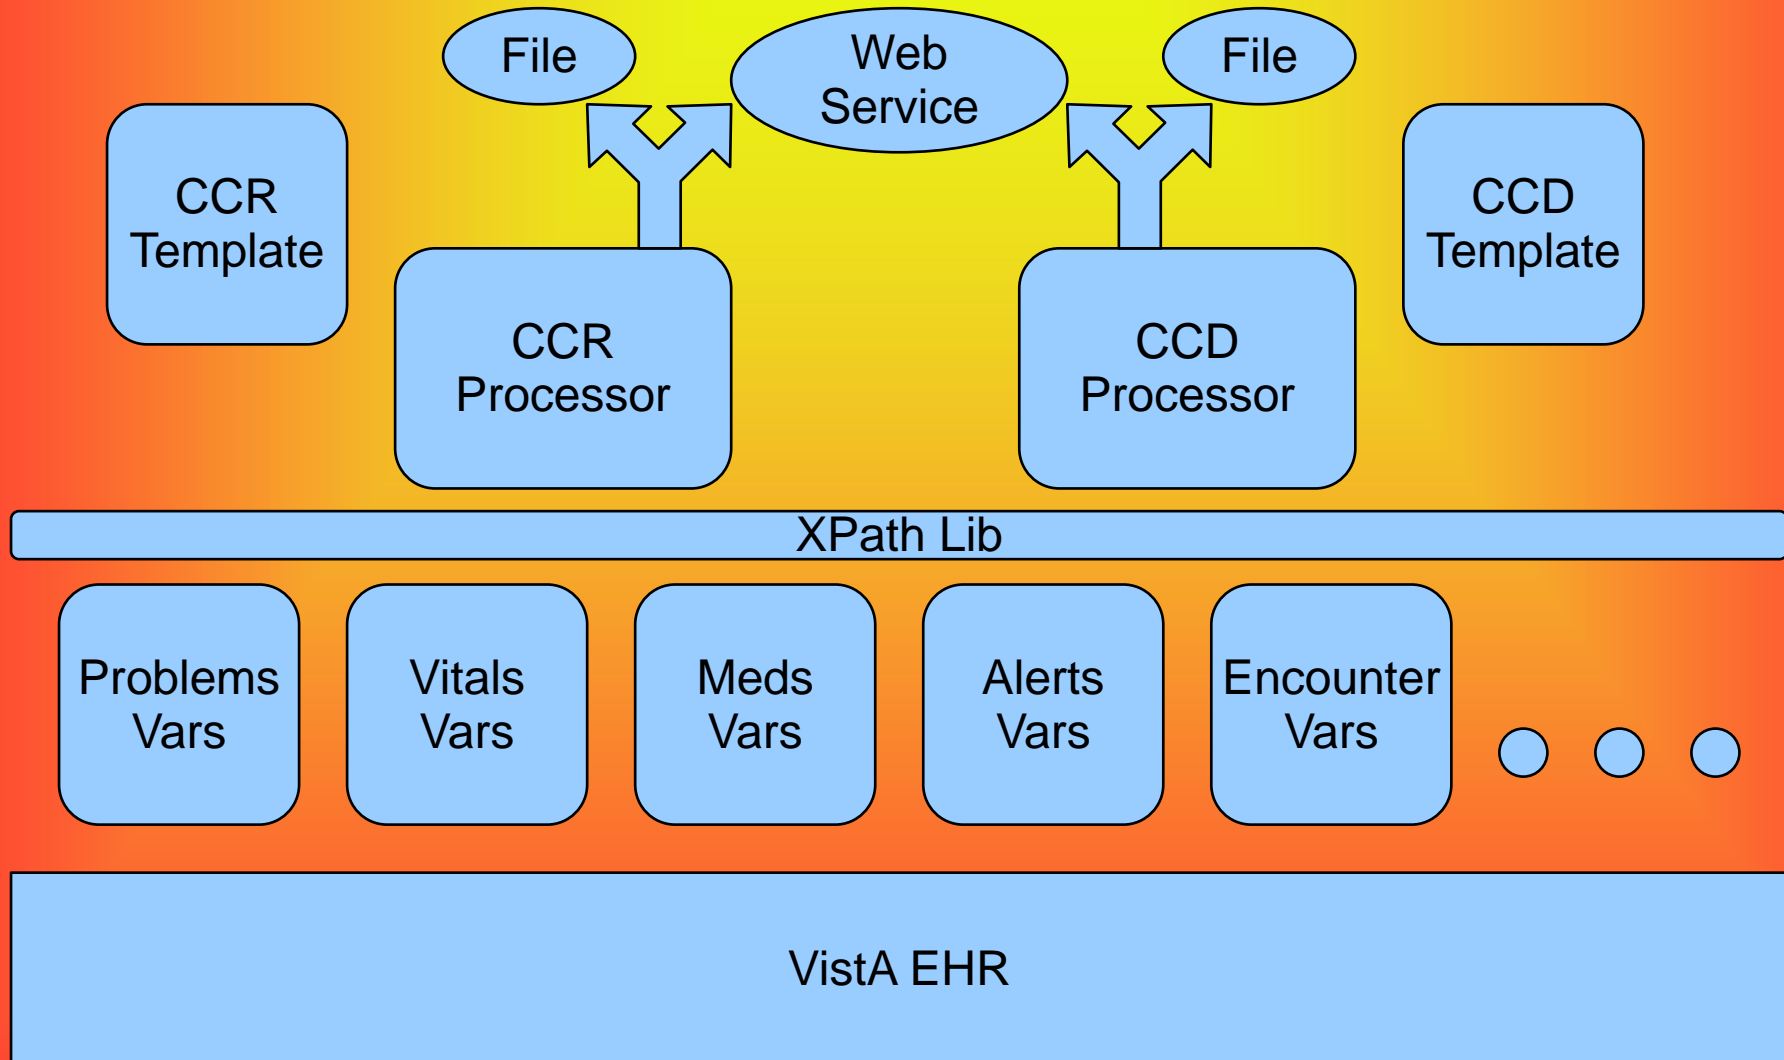 File
Web
Service
File
CCR
Template
CCD
Template
CCR
Processor
CCD
Processor
XPath Lib
Problems
Vars
Vitals
Vars
Meds
Vars
Alerts
Vars
Encounter
Vars
VistA EHR